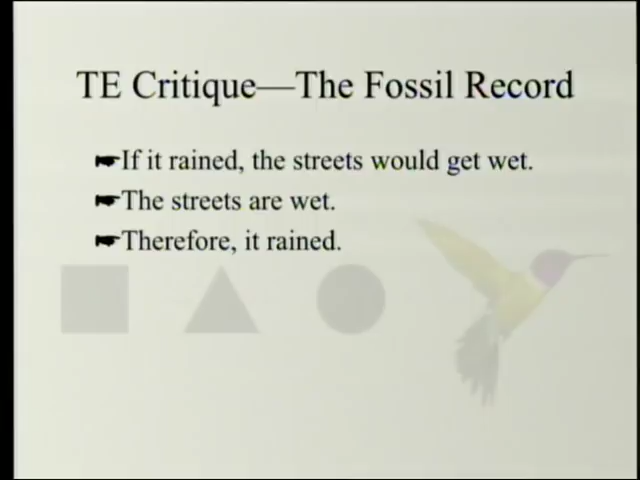 TE Critique—The Fossil Record
If it rained, the streets would get wet.
The streets are wet.
Therefore, it rained.